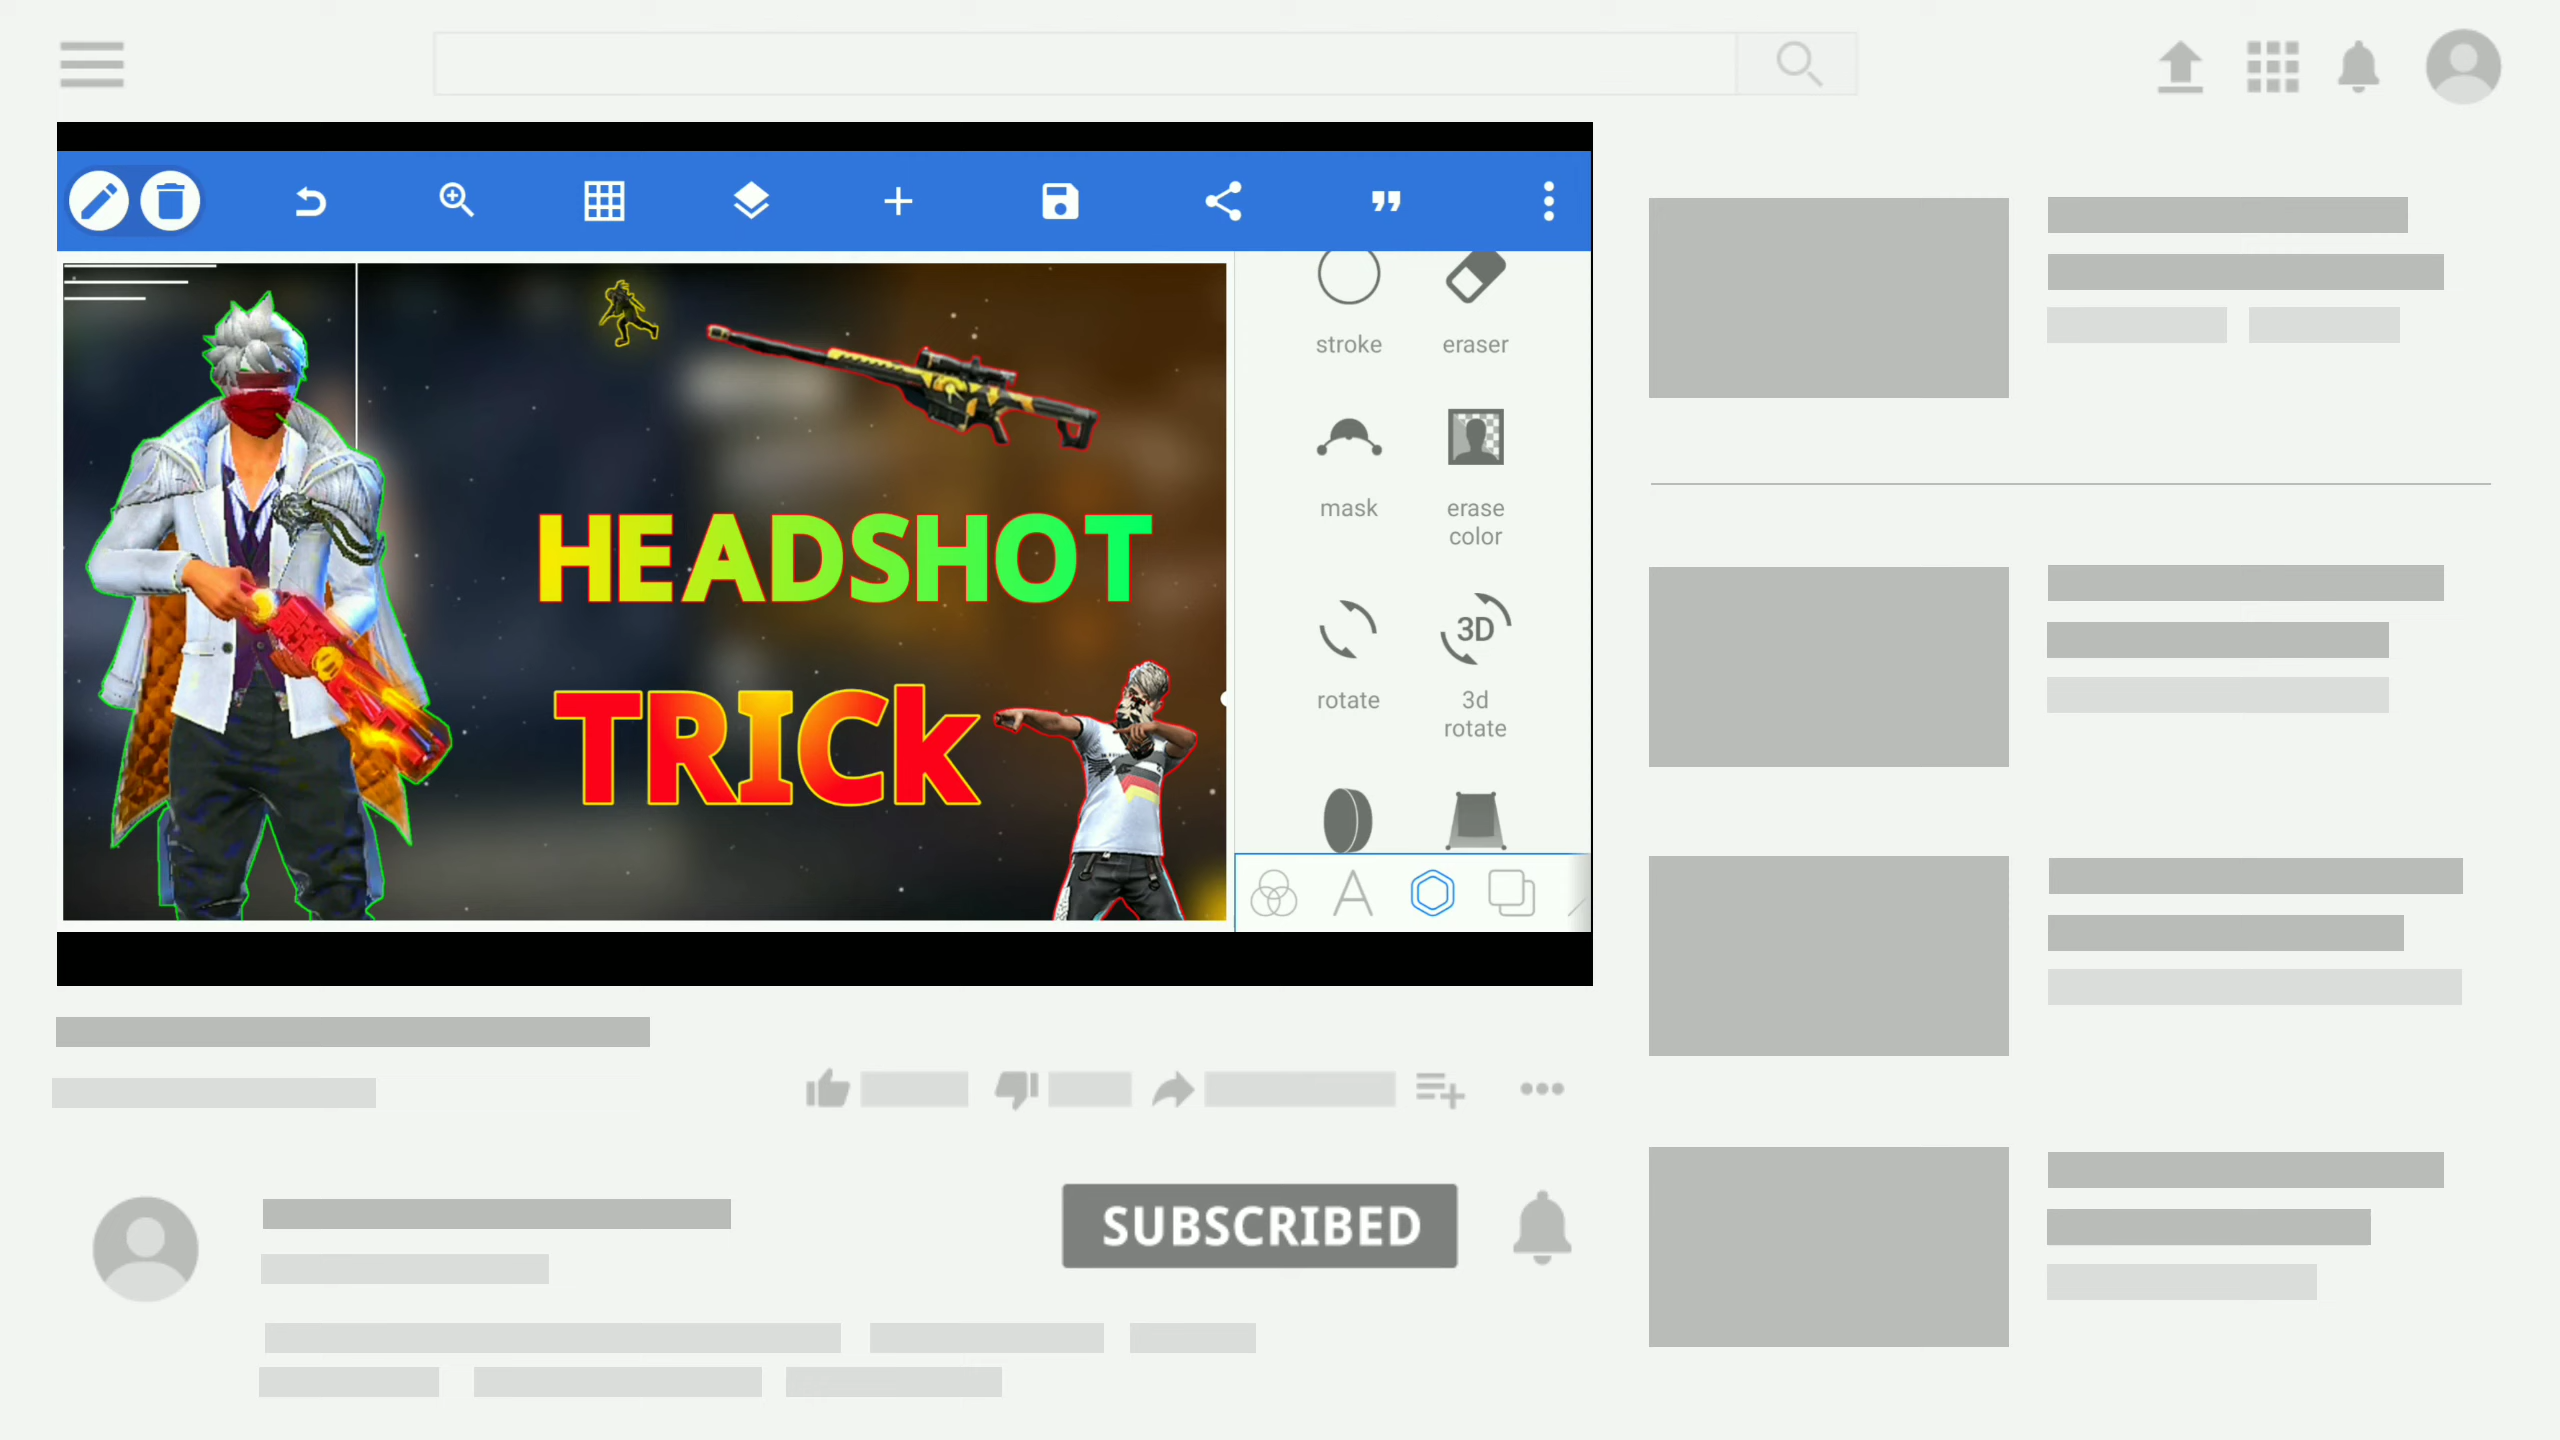 stroke
eraser
mask
erase
color
3D
rotate
3d
rotate
HEADSHOT
TRICk
SUBSCRIBED